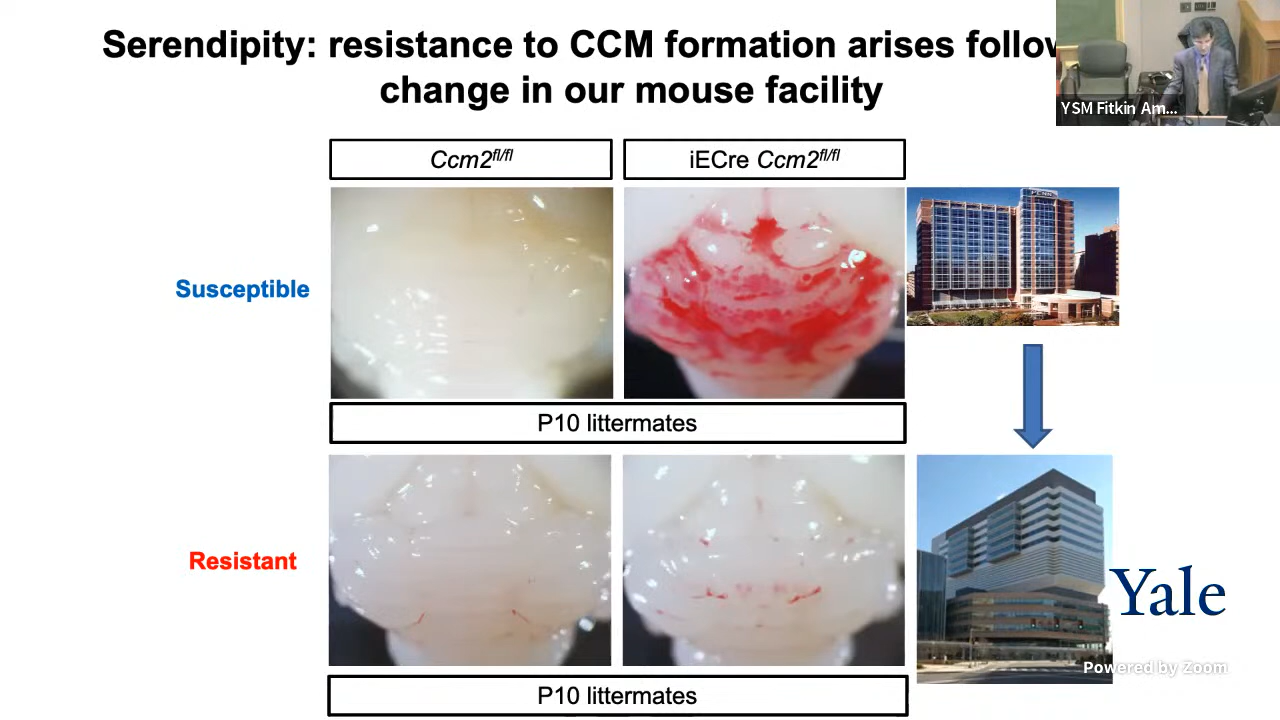 Serendipity: resistance to CCM formation arises
change in our mouse facility
YSM Fitkin Am...
Ccm2fl/fl
iECre Ccm2fl/fl
Susceptible
P10 littermates
Resistant
Yale
Powered by Zoom
P10 littermates